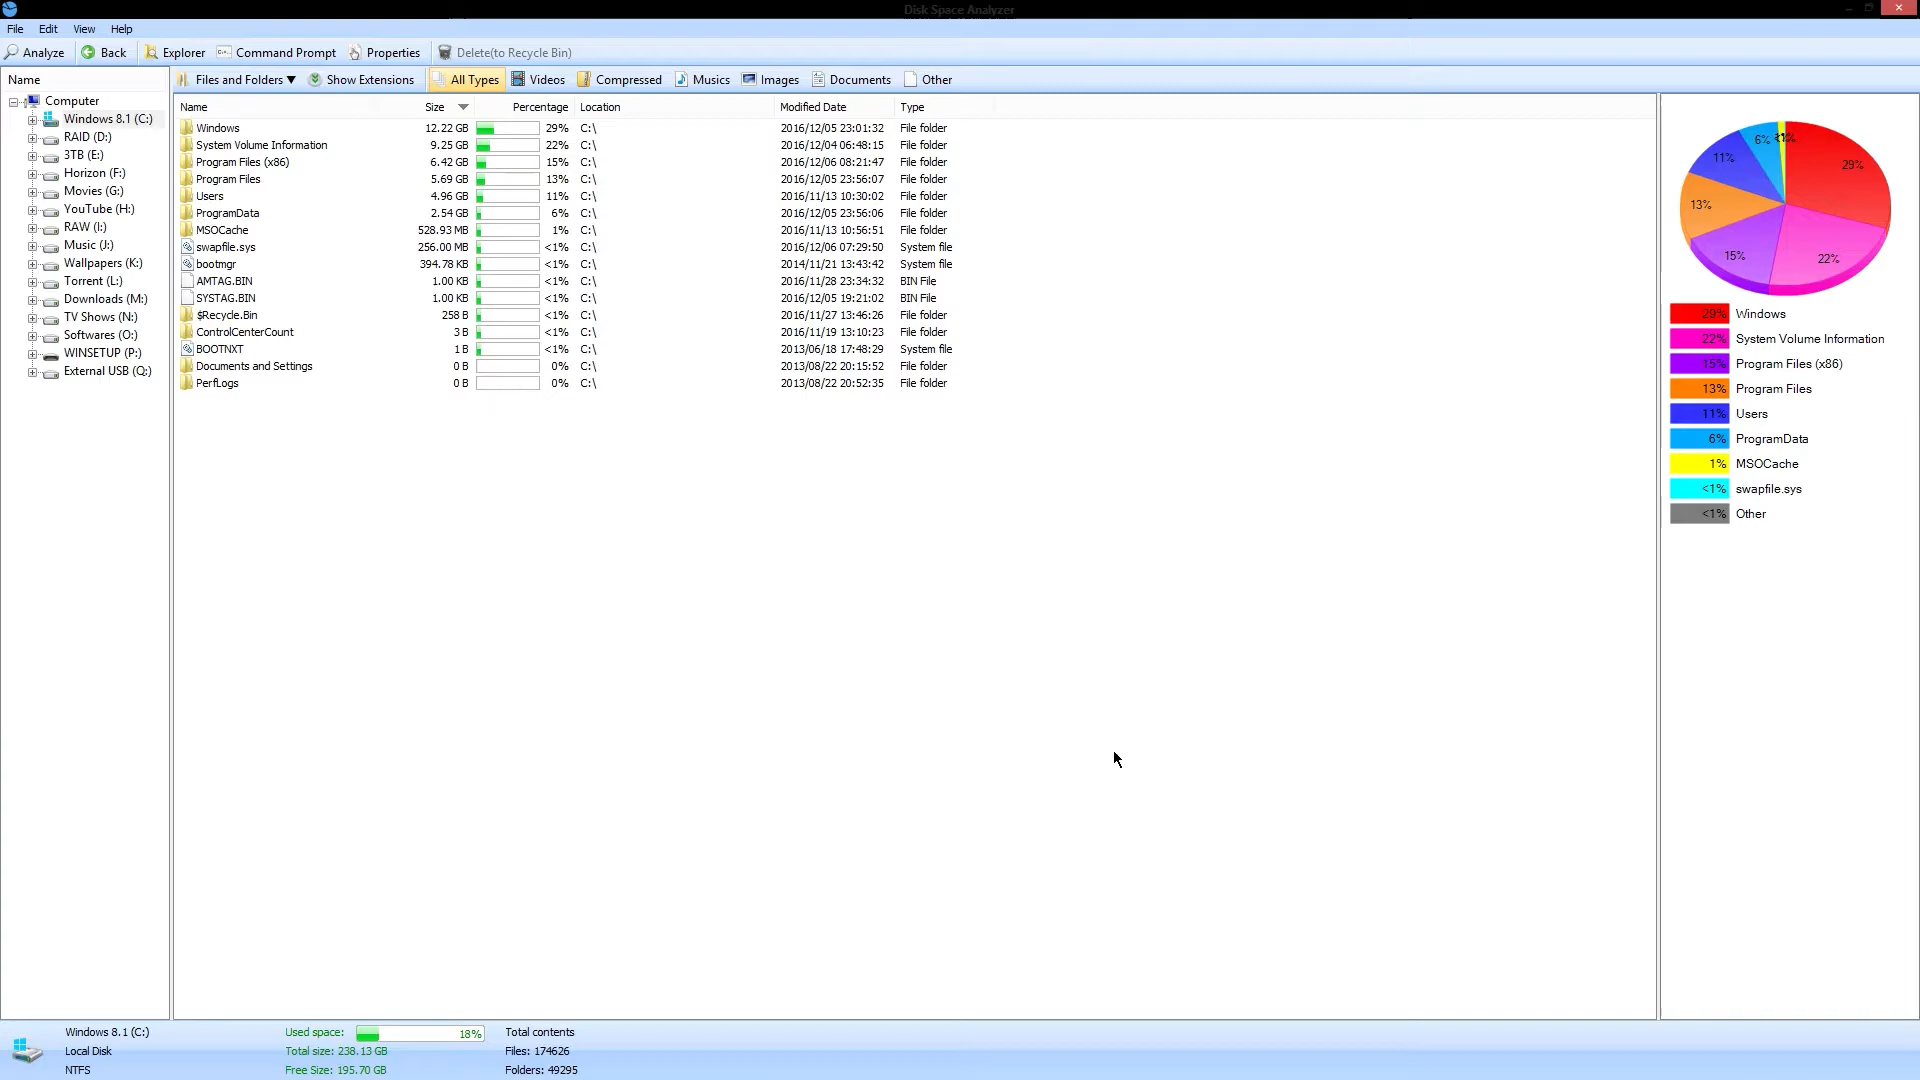 Disk Space Analyzer
File Edit View Help
Analyze Back Explorer Command Prompt Properties Delete(to Recycle Bin)
Name
Files and Folders ▼ Show Extensions All Types Videos Compressed Musics Images Documents Other
Computer
Windows 8.1 (C:)
RAID (D:)
3TB (E:)
Horizon (F:)
Movies (G:)
YouTube (H:)
RAW (I:)
Music (J:)
Wallpapers (K:)
Torrent (L:)
Downloads (M:)
TV Shows (N:)
Softwares (O:)
WINSETUP (P:)
External USB (Q:)
Name Size Percentage Location Modified Date Type
Windows 12.22 GB 29% C:\ 2016/12/05 23:01:32 File folder
System Volume Information 9.25 GB 22% C:\ 2016/12/04 06:48:15 File folder
Program Files (x86) 6.42 GB 15% C:\ 2016/12/06 08:21:47 File folder
Program Files 5.69 GB 13% C:\ 2016/12/05 23:56:07 File folder
Users 4.96 GB 11% C:\ 2016/11/13 10:30:02 File folder
ProgramData 2.54 GB 6% C:\ 2016/12/05 23:56:06 File folder
MSOCache 528.93 MB 1% C:\ 2016/11/13 10:56:51 File folder
swapfile.sys 256.00 MB <1% C:\ 2016/12/06 07:29:50 System file
bootmgr 394.78 KB <1% C:\ 2014/11/21 13:43:42 System file
AMTAG.BIN 1.00 KB <1% C:\ 2016/11/28 23:34:32 BIN File
SYSTAG.BIN 1.00 KB <1% C:\ 2016/12/05 19:21:02 BIN File
$Recycle.Bin 258 B <1% C:\ 2016/11/27 13:46:26 File folder
ControlCenterCount 3 B <1% C:\ 2016/11/19 13:10:23 File folder
BOOTNXT 1 B <1% C:\ 2013/06/18 17:48:29 System file
Documents and Settings 0 B 0% C:\ 2013/08/22 20:15:52 File folder
PerfLogs 0 B 0% C:\ 2013/08/22 20:52:35 File folder
6%
11%
29%
13%
15%
22%
29% Windows
22% System Volume Information
15% Program Files (x86)
13% Program Files
11% Users
6% ProgramData
1% MSOCache
<1% swapfile.sys
<1% Other
Windows 8.1 (C:) Used space: 18% Total contents
Local Disk Total size: 238.13 GB Files: 174626
NTFS Free Size: 195.70 GB Folders: 49295